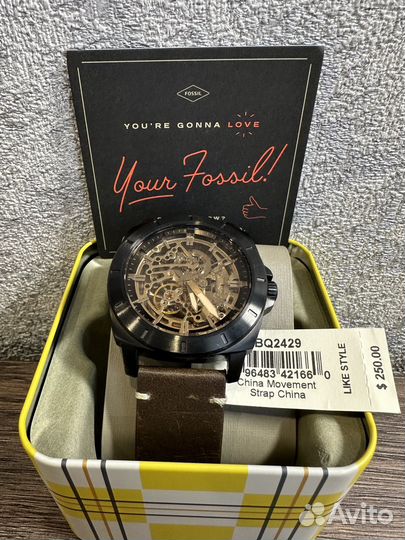 FOSSIL
YOU'RE GONNA LOVE
Your Fossil!
BQ2429
96483 42166 0
China Movement
Strap China
LIKE STYLE
$ 250.00
Avito